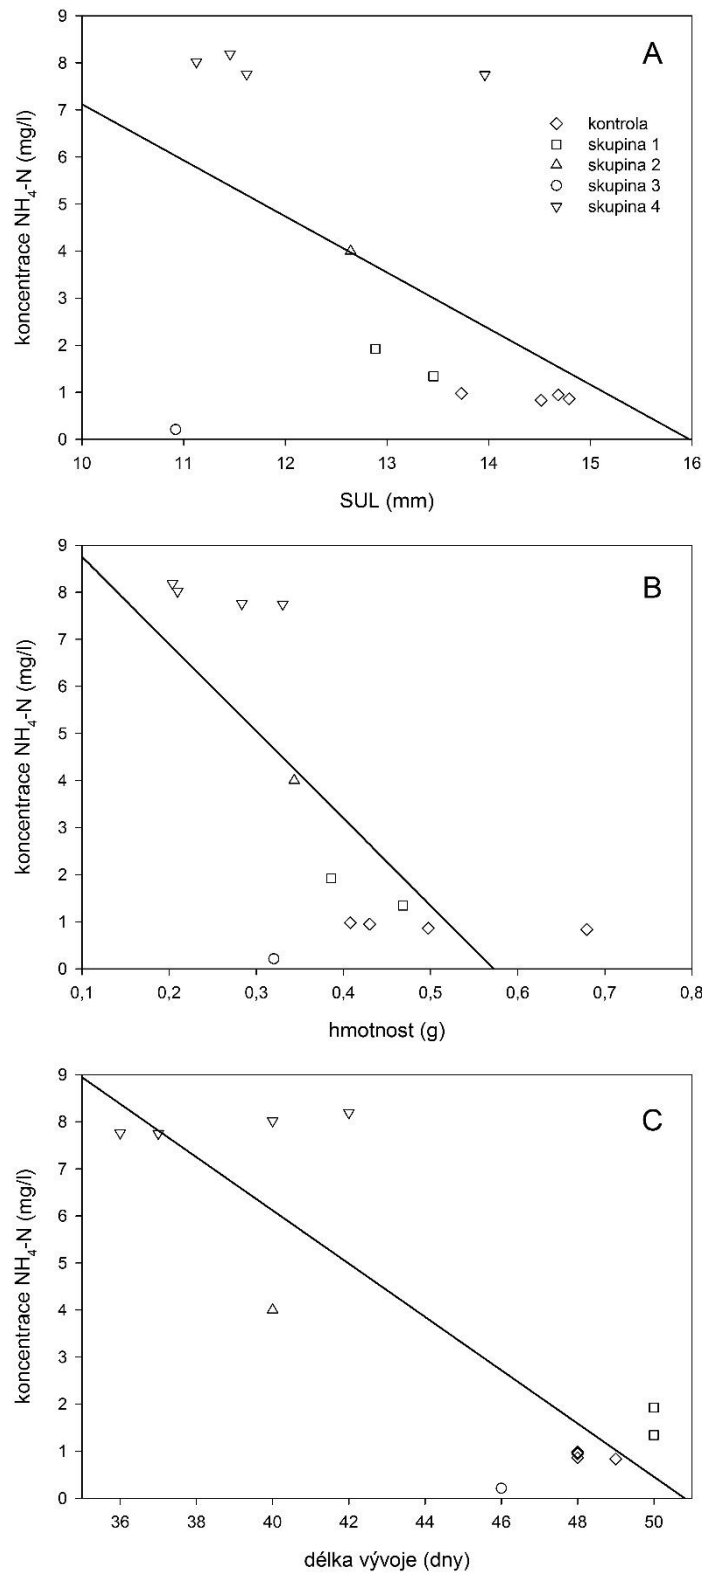 9
8
7
6
5
4
3
2
1
0
koncentrace NH4-N (mg/l)
A
kontrola
skupina 1
skupina 2
skupina 3
skupina 4
10 11 12 13 14 15 16
SUL (mm)
9
8
7
6
5
4
3
2
1
0
koncentrace NH4-N (mg/l)
B
0,1 0,2 0,3 0,4 0,5 0,6 0,7 0,8
hmotnost (g)
9
8
7
6
5
4
3
2
1
0
koncentrace NH4-N (mg/l)
C
36 38 40 42 44 46 48 50
délka vývoje (dny)